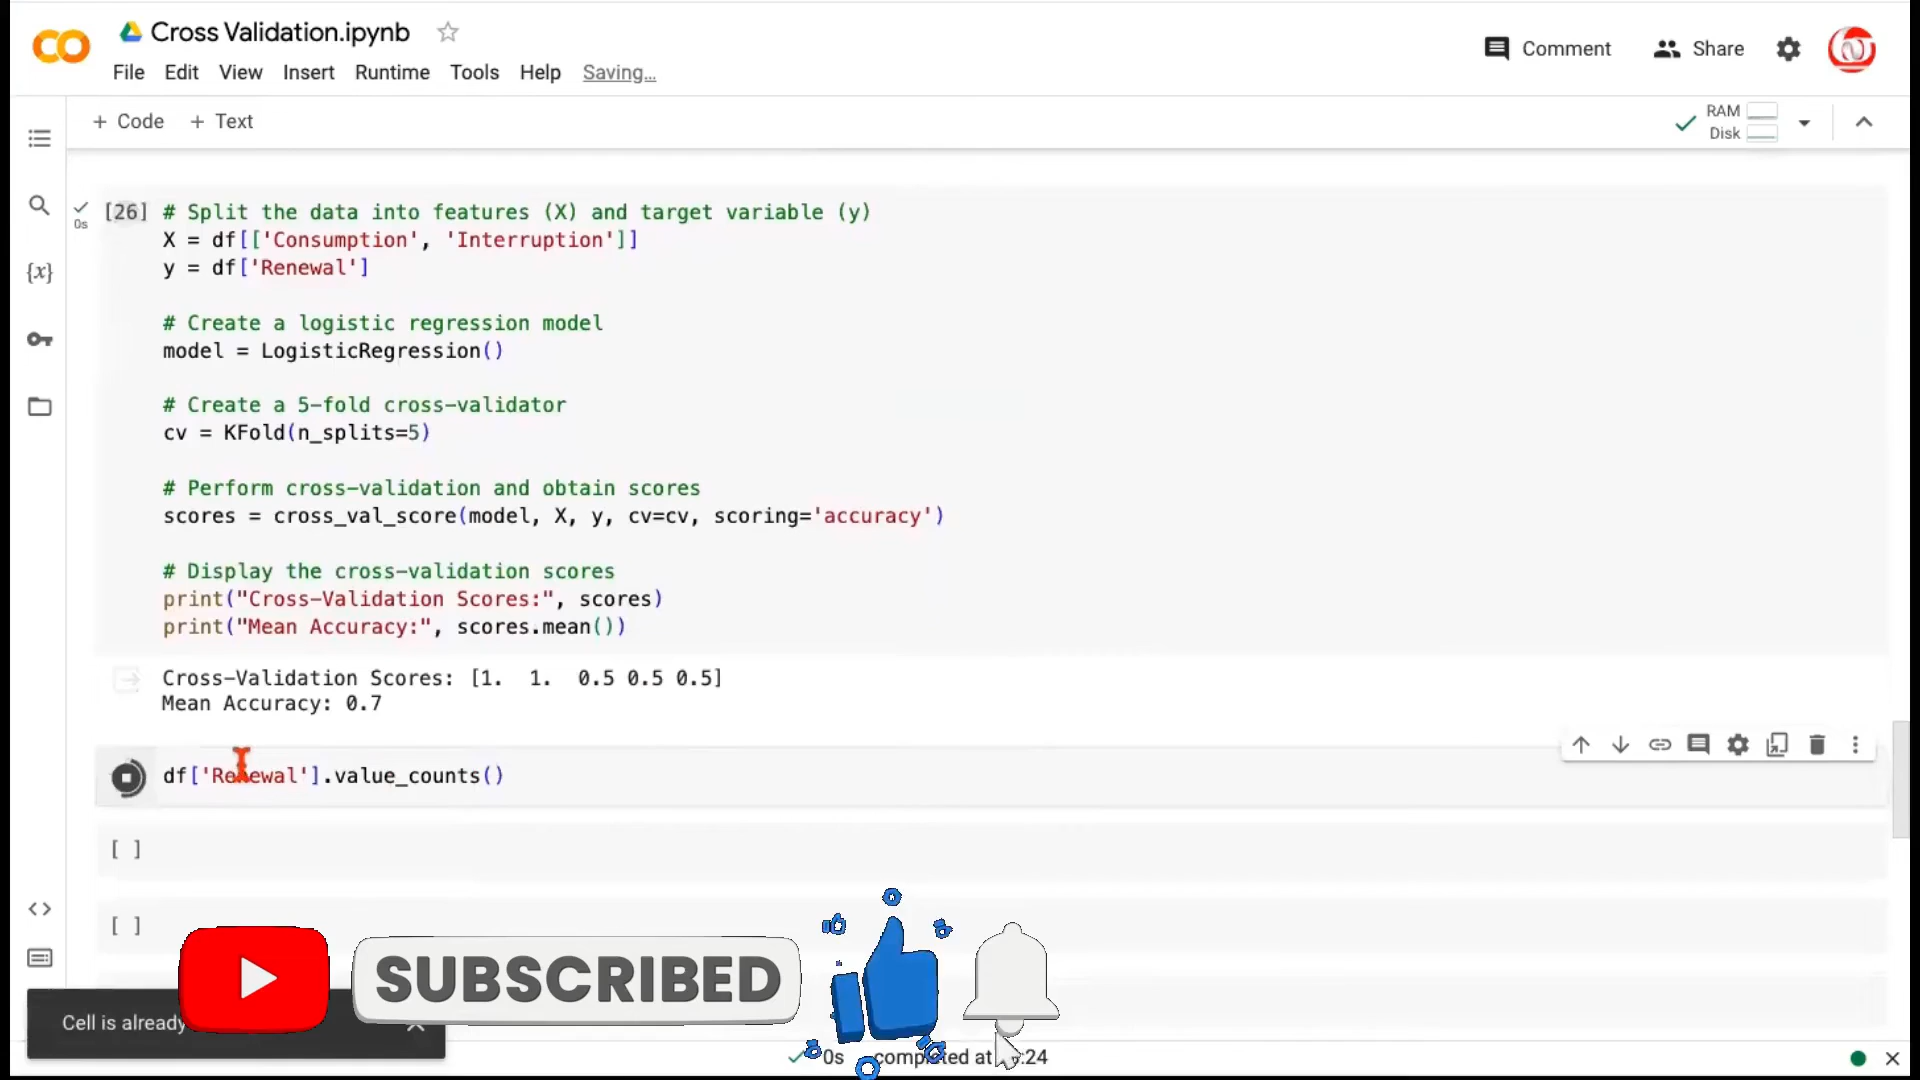 Cross Validation.ipynb
Comment
Share
File Edit View Insert Runtime Tools Help Saving...
+ Code + Text
RAM
Disk
0s
[26] # Split the data into features (X) and target variable (y)
X = df[['Consumption', 'Interruption']]
y = df['Renewal']
# Create a logistic regression model
model = LogisticRegression()
# Create a 5-fold cross-validator
cv = KFold(n_splits=5)
# Perform cross-validation and obtain scores
scores = cross_val_score(model, X, y, cv=cv, scoring='accuracy')
# Display the cross-validation scores
print("Cross-Validation Scores:", scores)
print("Mean Accuracy:", scores.mean())
Cross-Validation Scores: [1. 1. 0.5 0.5 0.5]
Mean Accuracy: 0.7
df['Renewal'].value_counts()
[ ]
[ ]
SUBSCRIBED
Cell is already
0s completed at :24